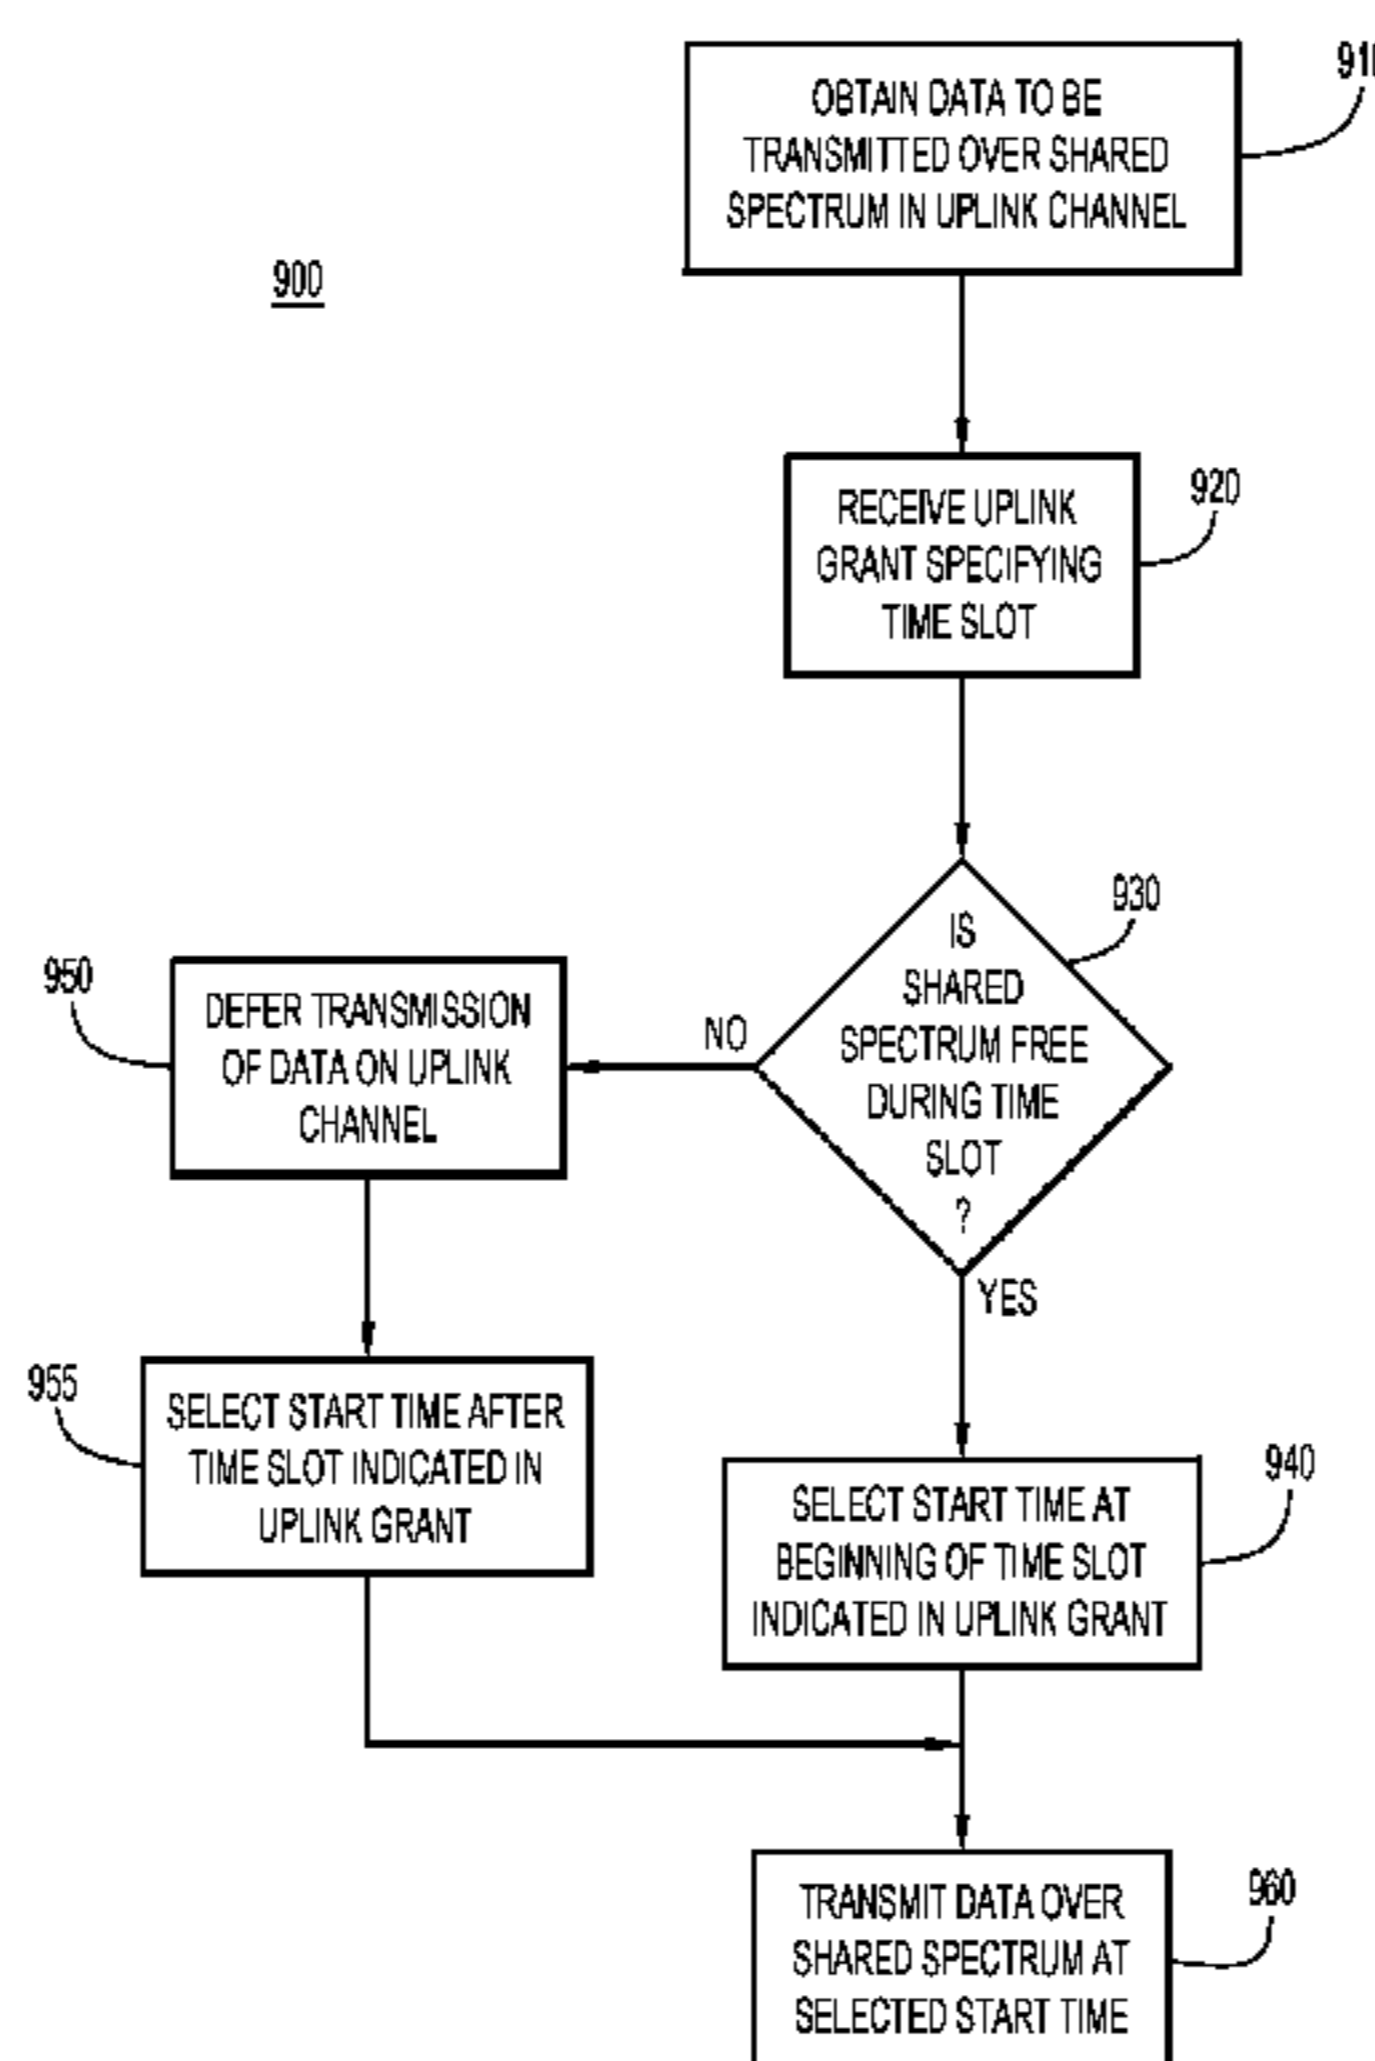 OBTAIN DATA TO BE
TRANSMITTED OVER SHARED
SPECTRUM IN UPLINK CHANNEL
900
920
RECEIVE UPLINK
GRANT SPECIFYING
TIME SLOT
930
IS
SHARED
SPECTRUM FREE
DURING TIME
SLOT
?
NO
YES
950
DEFER TRANSMISSION
OF DATA ON UPLINK
CHANNEL
955
SELECT START TIME AFTER
TIME SLOT INDICATED IN
UPLINK GRANT
940
SELECT START TIME AT
BEGINNING OF TIME SLOT
INDICATED IN UPLINK GRANT
960
TRANSMIT DATA OVER
SHARED SPECTRUM AT
SELECTED START TIME